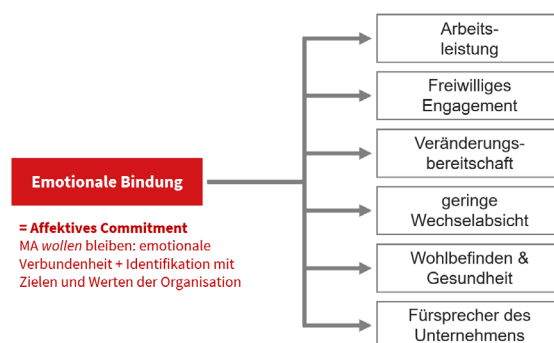 Emotionale Bindung
= Affektives Commitment
MA wollen bleiben: emotionale
Verbundenheit + Identifikation mit
Zielen und Werten der Organisation
Arbeits-
leistung
Freiwilliges
Engagement
Veränderungs-
bereitschaft
geringe
Wechselabsicht
Wohlbefinden &
Gesundheit
Fürsprecher des
Unternehmens